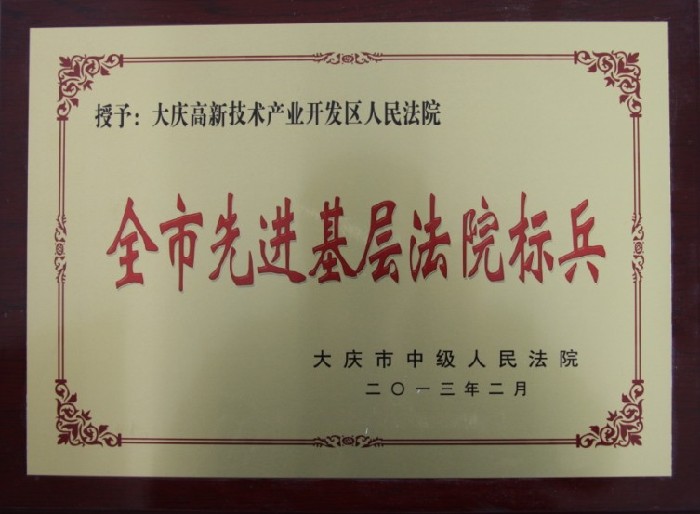 授予：大庆高新技术产业开发区人民法院
全市先进基层法院标兵
大庆市中级人民法院
二〇一三年二月